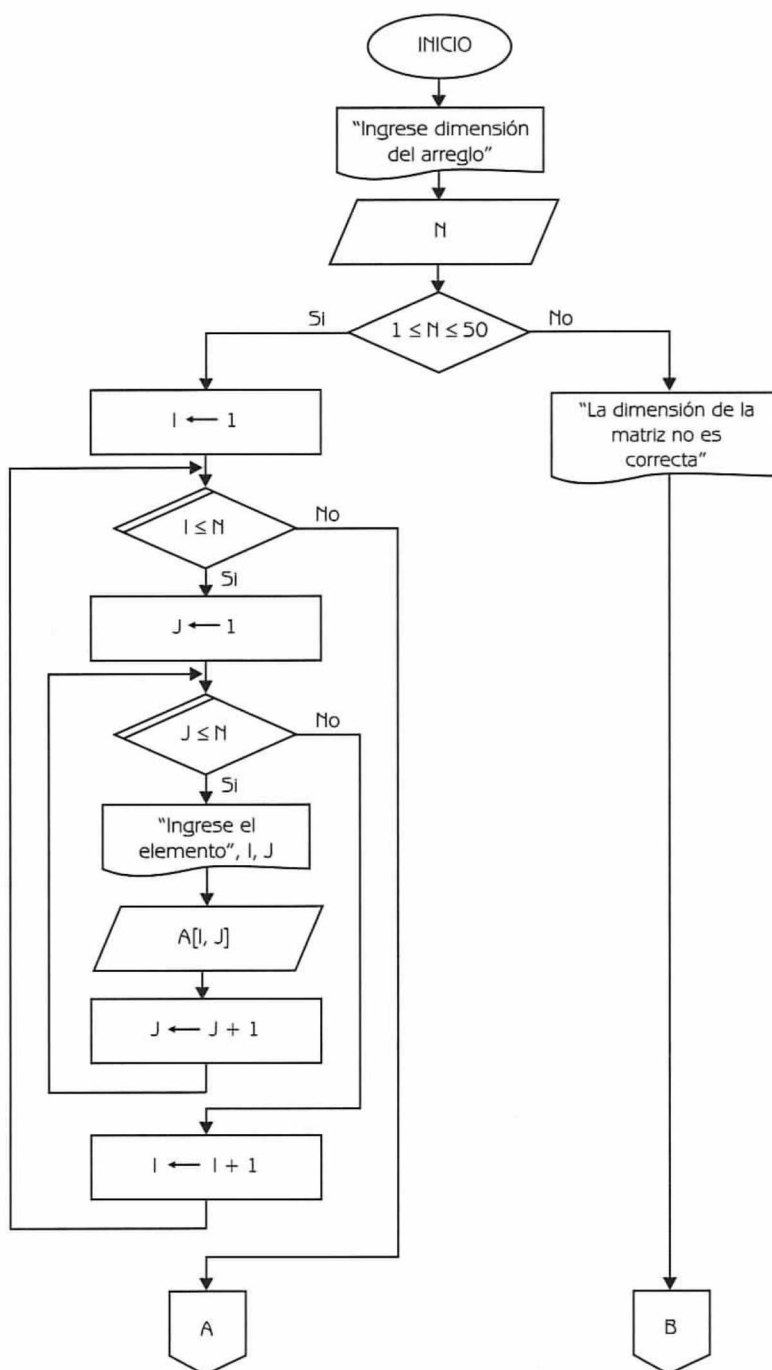 INICIO
“Ingrese dimensión
del arreglo”
N
1 ≤ N ≤ 50
Si
No
I ← 1
“La dimensión de la
matriz no es
correcta”
I ≤ N
No
Si
J ← 1
J ≤ N
No
Si
“Ingrese el
elemento”, I, J
A[I, J]
J ← J + 1
I ← I + 1
A
B